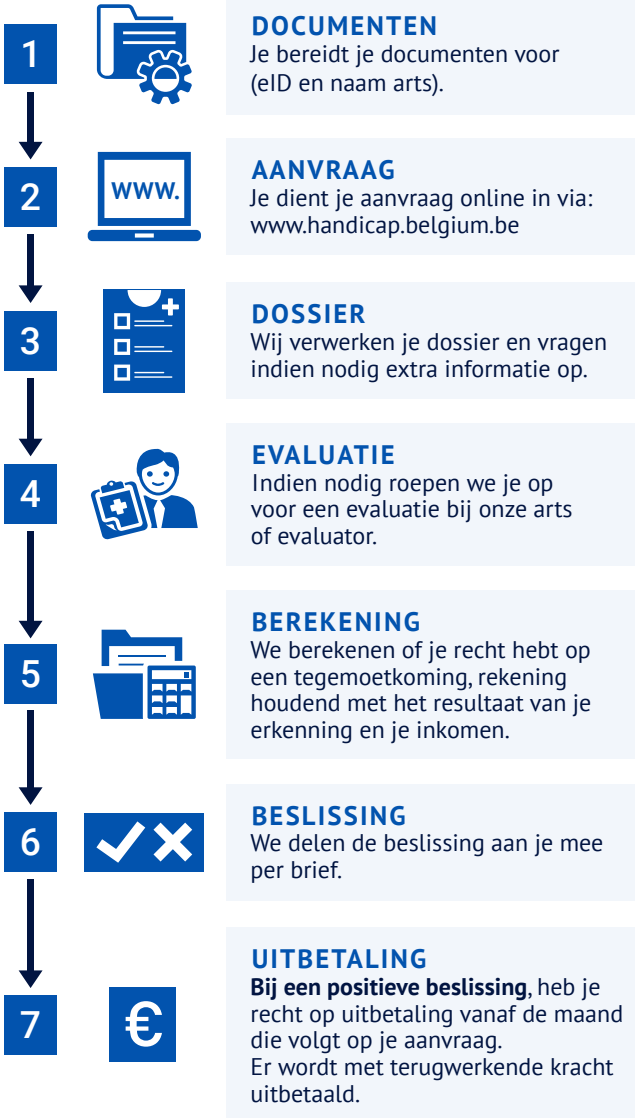 1
DOCUMENTEN
Je bereidt je documenten voor
(eID en naam arts).
2
www.
AANVRAAG
Je dient je aanvraag online in via:
www.handicap.belgium.be
3
DOSSIER
Wij verwerken je dossier en vragen
indien nodig extra informatie op.
4
EVALUATIE
Indien nodig roepen we je op
voor een evaluatie bij onze arts
of evaluator.
5
BEREKENING
We berekenen of je recht hebt op
een tegemoetkoming, rekening
houdend met het resultaat van je
erkenning en je inkomen.
6
BESLISSING
We delen de beslissing aan je mee
per brief.
7
€
UITBETALING
Bij een positieve beslissing, heb je
recht op uitbetaling vanaf de maand
die volgt op je aanvraag.
Er wordt met terugwerkende kracht
uitbetaald.